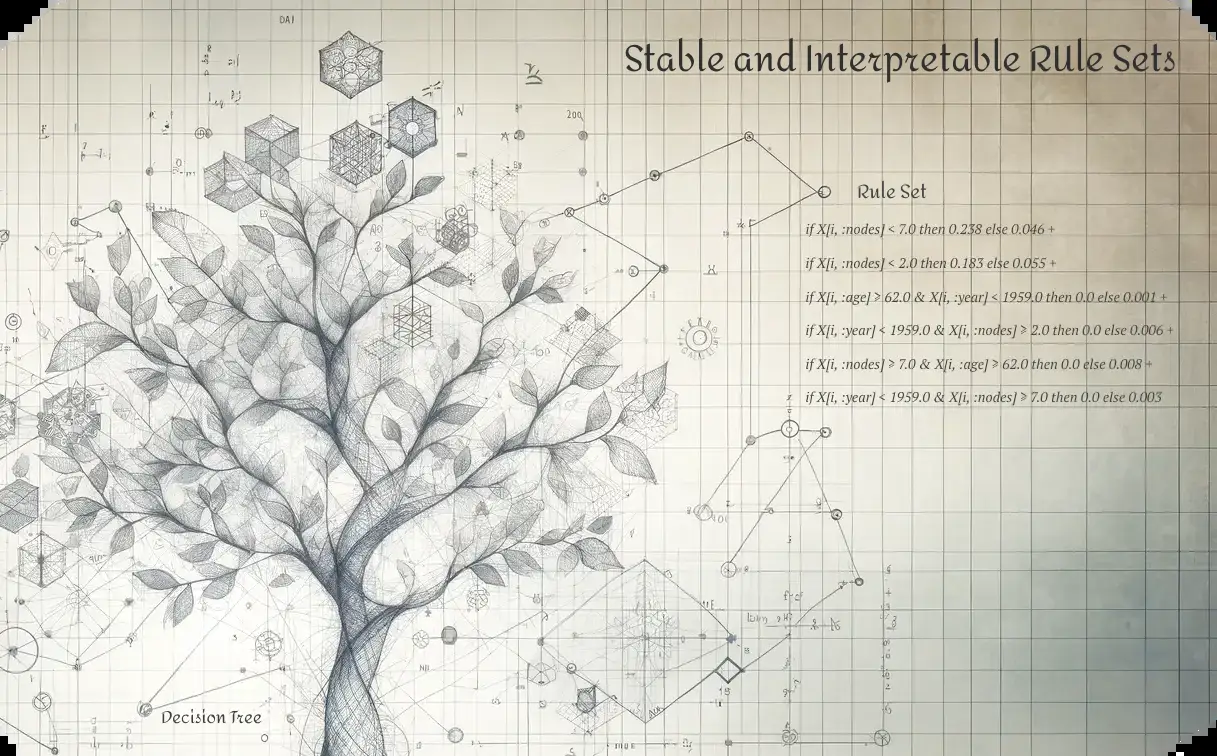 Stable and Interpretable RUle Sets
DAI
200
Rule Set
if X[i, :nodes] < 7.0 then 0.238 else 0.046 +
if X[i, :nodes] < 2.0 then 0.183 else 0.055 +
if X[i, :age] ≥ 62.0 & X[i, :year] < 1959.0 then 0.0 else 0.001 +
if X[i, :year] < 1959.0 & X[i, :nodes] ≥ 2.0 then 0.0 else 0.006 +
if X[i, :nodes] ≥ 7.0 & X[i, :age] ≥ 62.0 then 0.0 else 0.008 +
if X[i, :year] < 1959.0 & X[i, :nodes] ≥ 7.0 then 0.0 else 0.003
Decision Tree